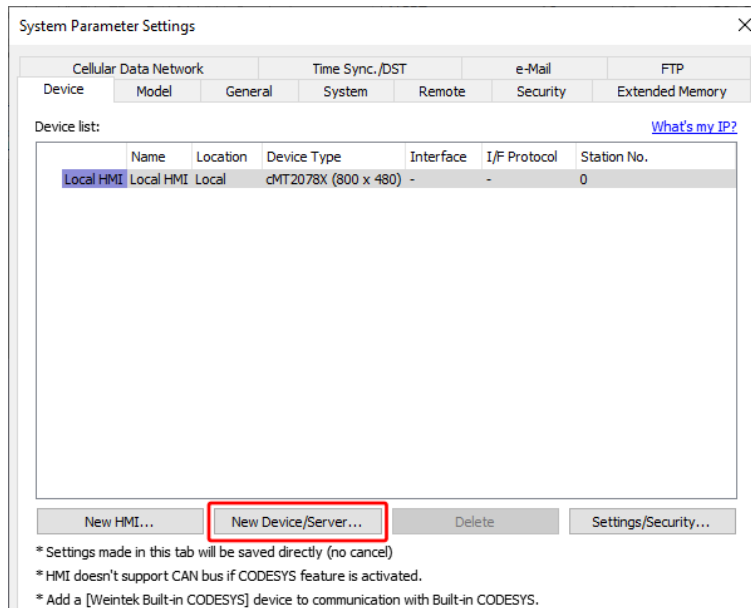 System Parameter Settings
Cellular Data Network Time Sync./DST e-Mail FTP
Device Model General System Remote Security Extended Memory
Device list: What's my IP?
Name Location Device Type Interface I/F Protocol Station No.
Local HMI Local HMI Local cMT2078X (800 x 480) - - 0
New HMI... New Device/Server... Delete Settings/Security...
* Settings made in this tab will be saved directly (no cancel)
* HMI doesn't support CAN bus if CODESYS feature is activated.
* Add a [Weintek Built-in CODESYS] device to communication with Built-in CODESYS.